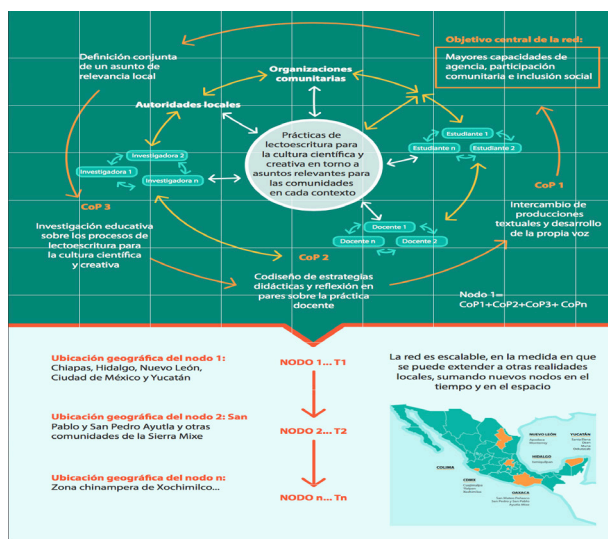 Definición conjunta
de un asunto de
relevancia local
Organizaciones
comunitarias
Objetivo central de la red:
Mayores capacidades de
agencia, participación
comunitaria e inclusión social
Autoridades locales
Prácticas de
lectoescritura para
la cultura científica y
creativa en torno a
asuntos relevantes para
las comunidades
en cada contexto
Investigadora 2
Investigadora 1
Investigadora n
Estudiante 1
Estudiante n
Estudiante 2
Docente 1
Docente n
Docente 2
CoP 3
Investigación educativa
sobre los procesos de
lectoescritura para
la cultura científica
y creativa
CoP 2
Codiseño de estrategias
didácticas y reflexión en
pares sobre la práctica
docente
CoP 1
Intercambio de
producciones
textuales y desarrollo
de la propia voz
Nodo 1=
CoP1+CoP2+CoP3+ CoPn
Ubicación geográfica del nodo 1:
Chiapas, Hidalgo, Nuevo León,
Ciudad de México y Yucatán
NODO 1... T1
Ubicación geográfica del nodo 2: San
Pablo y San Pedro Ayutla y otras
comunidades de la Sierra Mixe
NODO 2... T2
Ubicación geográfica del nodo n:
Zona chinampera de Xochimilco...
NODO n... Tn
La red es escalable, en la medida en que
se puede extender a otras realidades
locales, sumando nuevos nodos en el
tiempo y en el espacio
NUEVO LEÓN
YUCATÁN
HIDALGO
COLIMA
CDMX
OAXACA